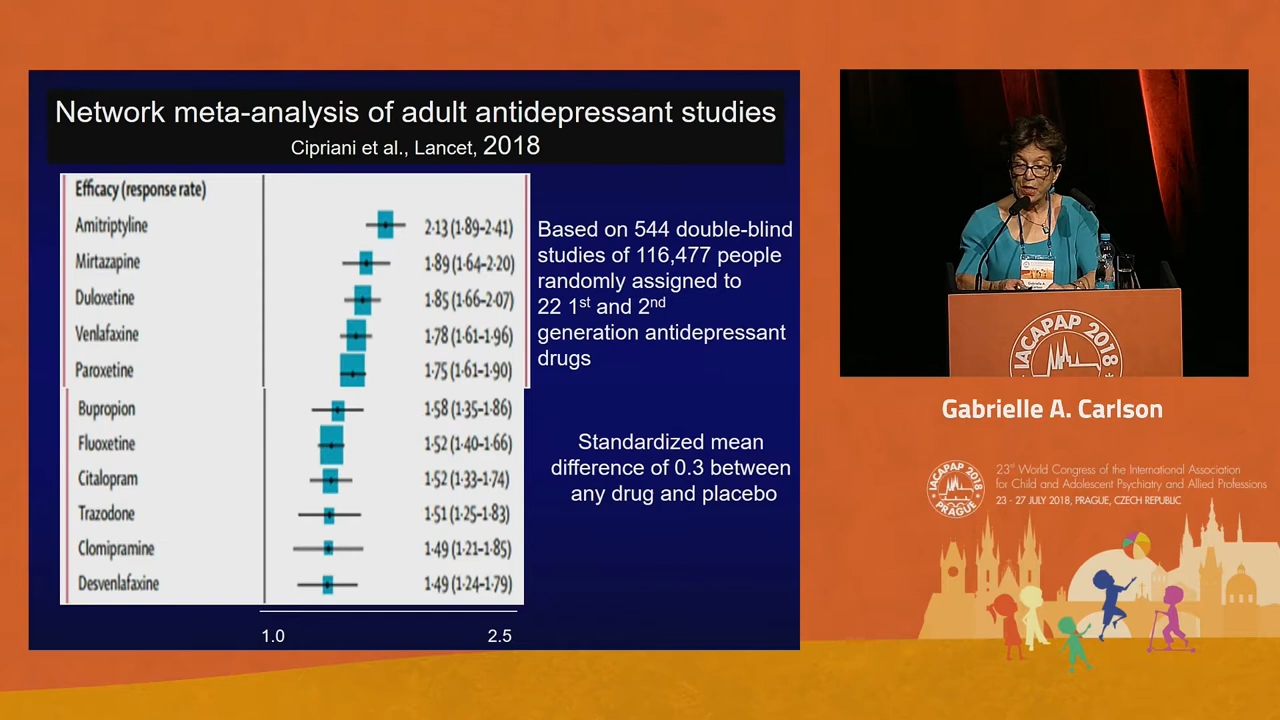 Network meta-analysis of adult antidepressant studies
Cipriani et al., Lancet, 2018
Efficacy (response rate)
Amitriptyline 2·13 (1·89–2·41)
Mirtazapine 1·89 (1·64–2·20)
Duloxetine 1·85 (1·66–2·07)
Venlafaxine 1·78 (1·61–1·96)
Paroxetine 1·75 (1·61–1·90)
Bupropion 1·58 (1·35–1·86)
Fluoxetine 1·52 (1·40–1·66)
Citalopram 1·52 (1·33–1·74)
Trazodone 1·51 (1·25–1·83)
Clomipramine 1·49 (1·21–1·85)
Desvenlafaxine 1·49 (1·24–1·79)
1.0 2.5
Based on 544 double-blind
studies of 116,477 people
randomly assigned to
22 1st and 2nd
generation antidepressant
drugs
Standardized mean
difference of 0.3 between
any drug and placebo
IACAPAP 2018
Gabrielle A. Carlson
IACAPAP 2018
PRAGUE
23rd World Congress of the International Association
for Child and Adolescent Psychiatry and Allied Professions
23 - 27 JULY 2018, PRAGUE, CZECH REPUBLIC